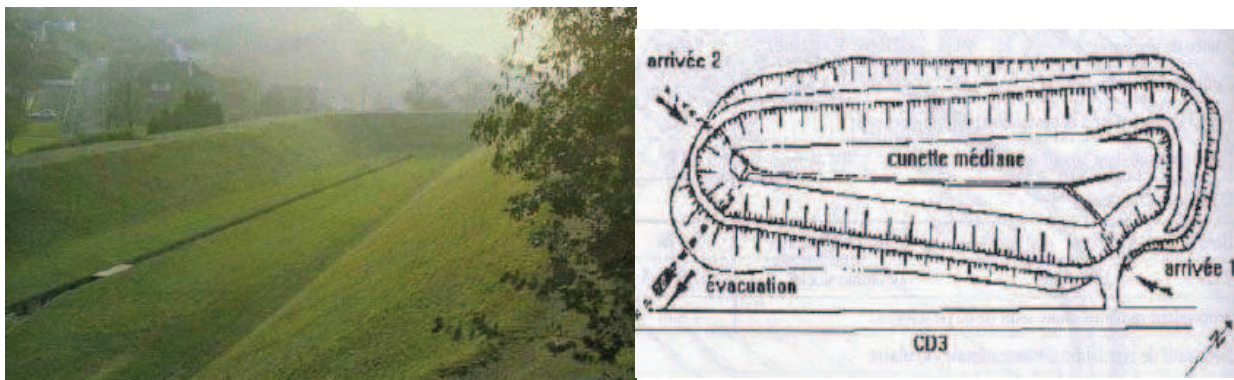 arrivée 2
cunette médiane
arrivée 1
évacuation
CD3
N